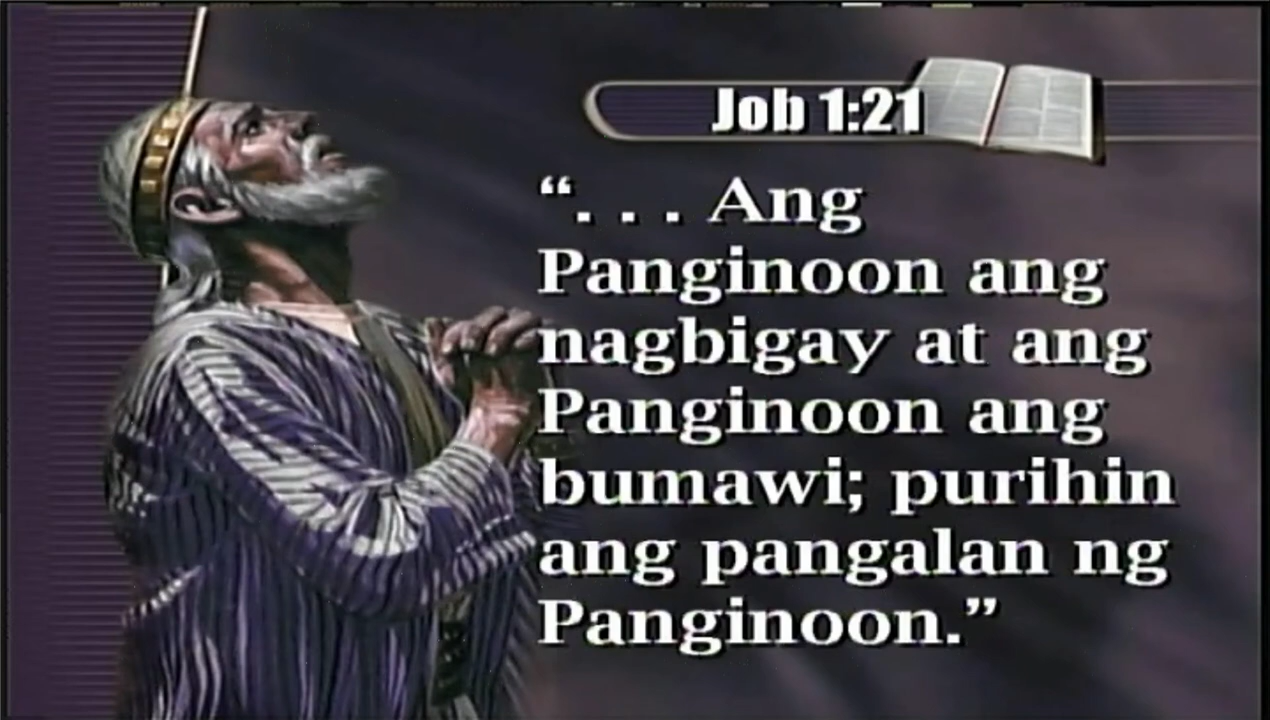 Job 1:21
“. . . Ang
Panginoon ang
nagbigay at ang
Panginoon ang
bumawi; purihin
ang pangalan ng
Panginoon.”